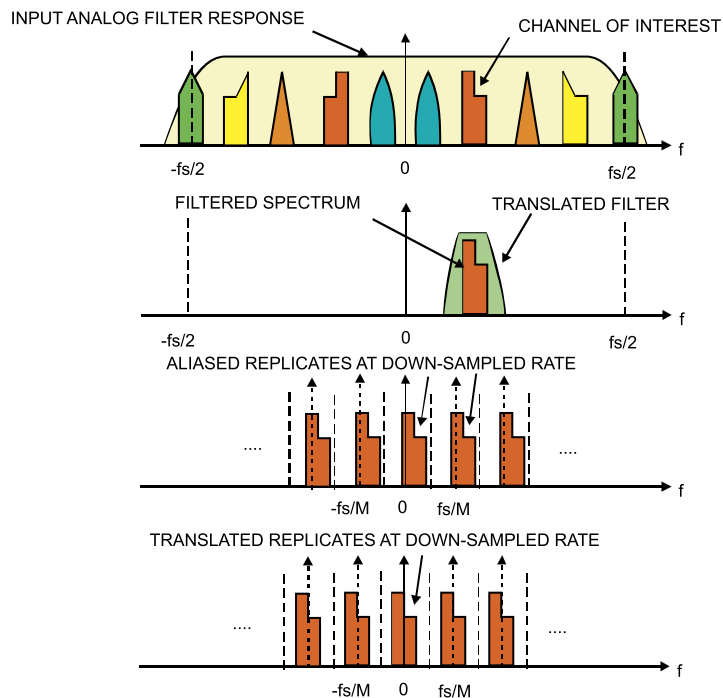 INPUT ANALOG FILTER RESPONSE
CHANNEL OF INTEREST
f
-fs/2
0
fs/2
FILTERED SPECTRUM
TRANSLATED FILTER
f
-fs/2
0
fs/2
ALIASED REPLICATES AT DOWN-SAMPLED RATE
....
....
f
-fs/M
0
fs/M
TRANSLATED REPLICATES AT DOWN-SAMPLED RATE
....
....
f
-fs/M
0
fs/M